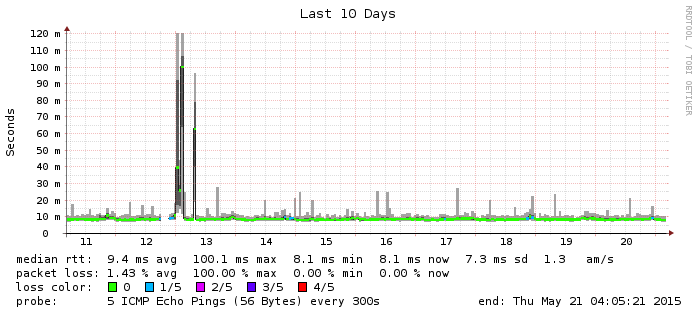 Last 10 Days
RRDTOOL / TOBI OETIKER
Seconds
120 m
110 m
100 m
90 m
80 m
70 m
60 m
50 m
40 m
30 m
20 m
10 m
0
11 12 13 14 15 16 17 18 19 20
median rtt: 9.4 ms avg 100.1 ms max 8.1 ms min 8.1 ms now 7.3 ms sd 1.3 am/s
packet loss: 1.43 % avg 100.00 % max 0.00 % min 0.00 % now
loss color: 0 1/5 2/5 3/5 4/5
probe: 5 ICMP Echo Pings (56 Bytes) every 300s end: Thu May 21 04:05:21 2015